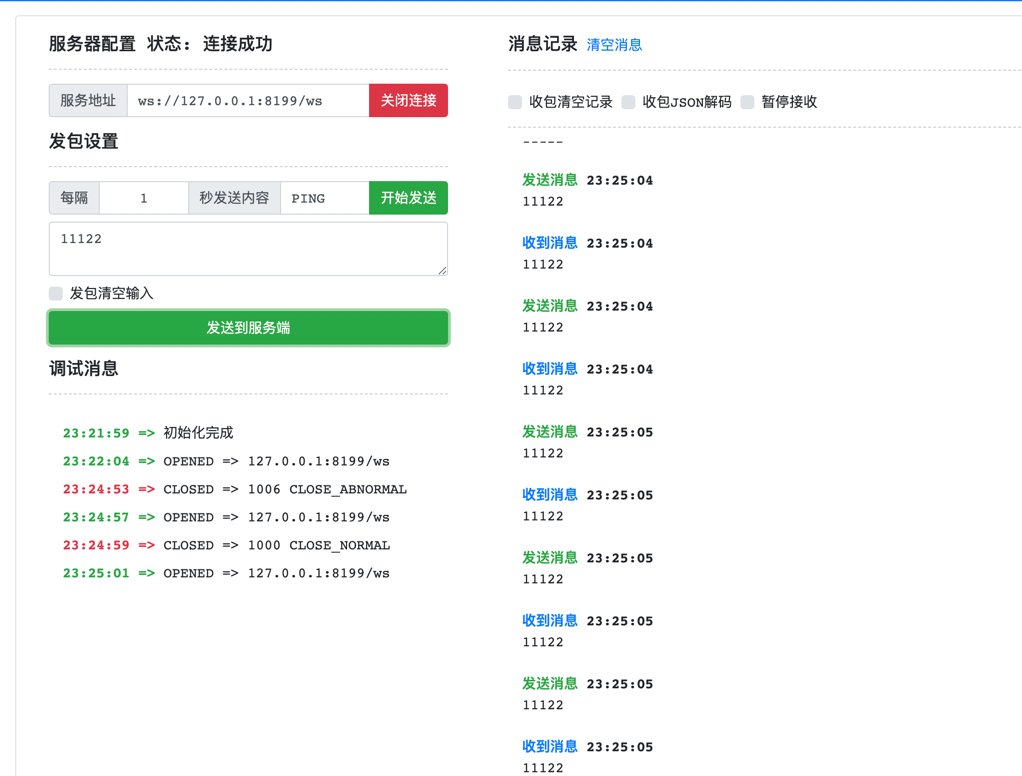 服务器配置 状态: 连接成功
服务地址 ws://127.0.0.1:8199/ws 关闭连接
发包设置
每隔 1 秒发送内容 PING 开始发送
11122
发包清空输入
发送到服务端
调试消息
23:21:59 => 初始化完成
23:22:04 => OPENED => 127.0.0.1:8199/ws
23:24:53 => CLOSED => 1006 CLOSE_ABNORMAL
23:24:57 => OPENED => 127.0.0.1:8199/ws
23:24:59 => CLOSED => 1000 CLOSE_NORMAL
23:25:01 => OPENED => 127.0.0.1:8199/ws
消息记录 清空消息
收包清空记录 收包JSON解码 暂停接收
-----
发送消息 23:25:04
11122
收到消息 23:25:04
11122
发送消息 23:25:04
11122
收到消息 23:25:04
11122
发送消息 23:25:05
11122
收到消息 23:25:05
11122
发送消息 23:25:05
11122
收到消息 23:25:05
11122
发送消息 23:25:05
11122
收到消息 23:25:05
11122